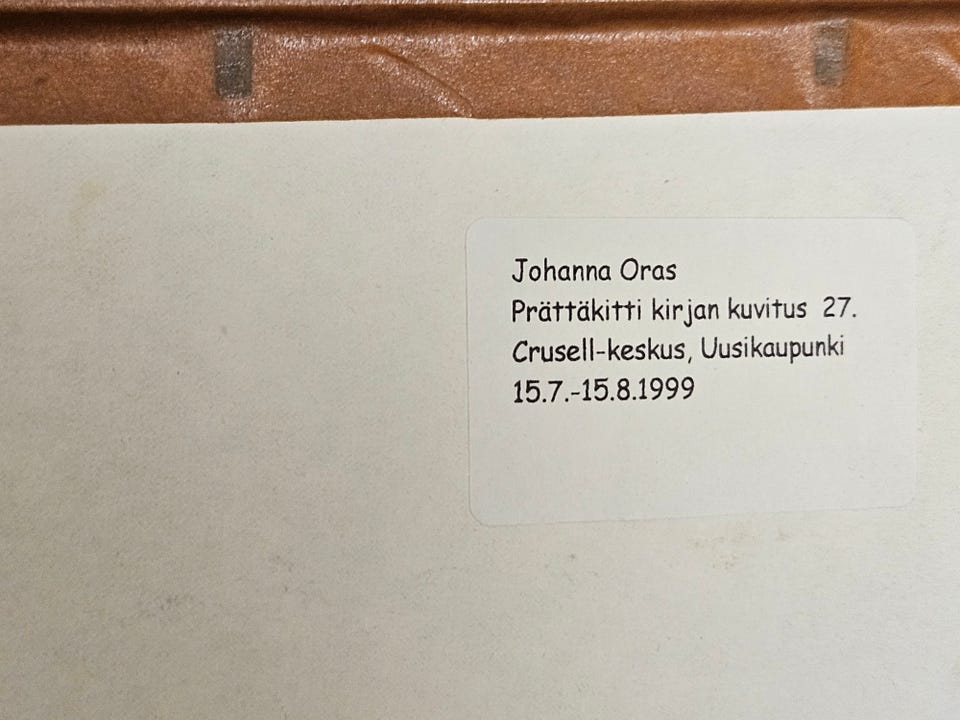 Johanna Oras
Prättäkitti kirjan kuvitus 27.
Crusell-keskus, Uusikaupunki
15.7.-15.8.1999